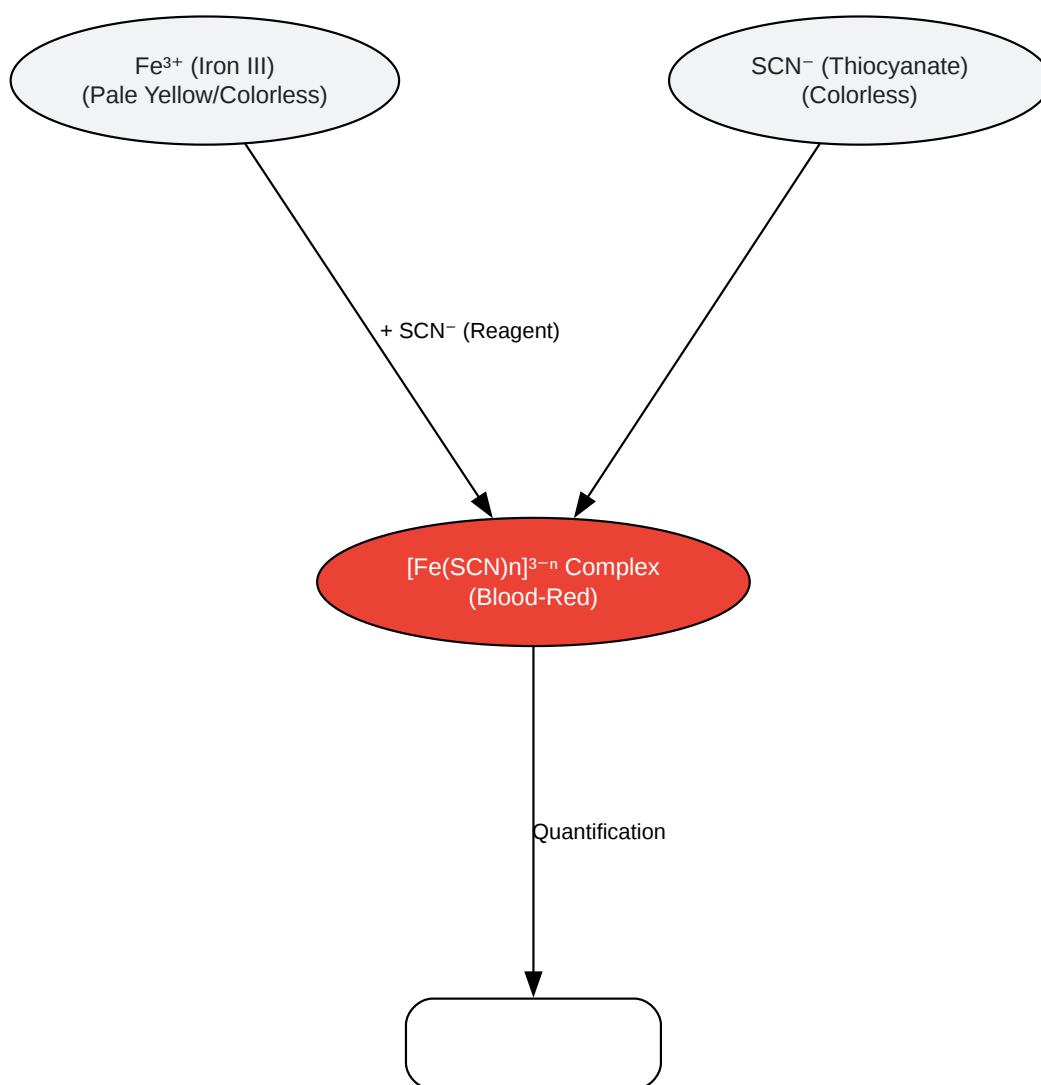 Fe³⁺ (Iron III)
(Pale Yellow/Colorless)
SCN⁻ (Thiocyanate)
(Colorless)
+ SCN⁻ (Reagent)
[Fe(SCN)n]³⁻ⁿ Complex
(Blood-Red)
Quantification